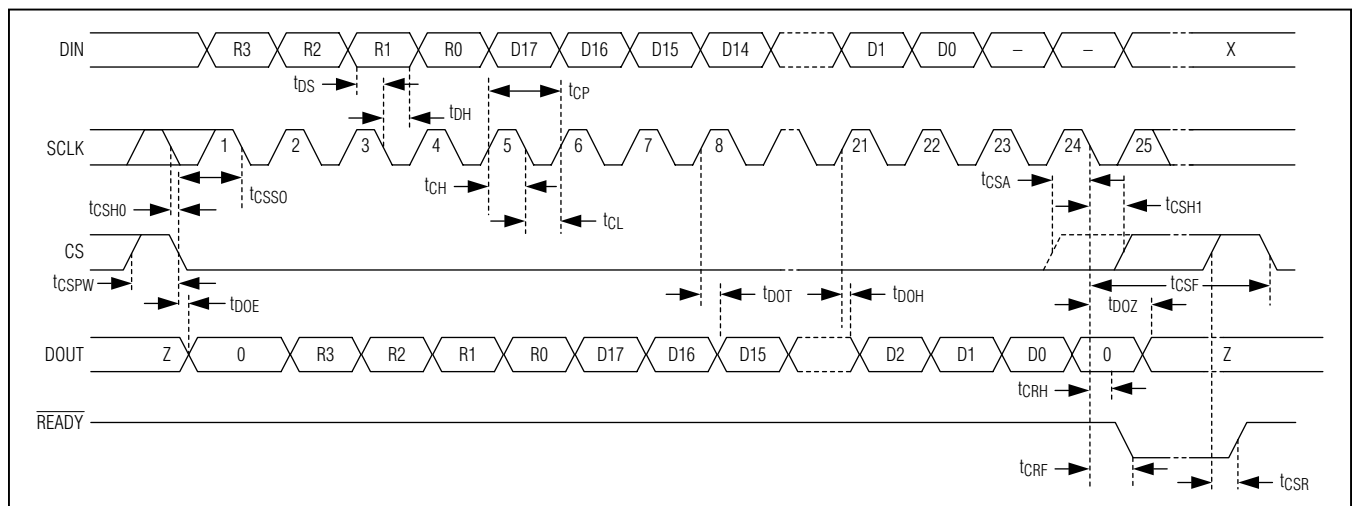 DIN R3 R2 R1 R0 D17 D16 D15 D14 D1 D0 – – X
tDS tDH tCP
SCLK 1 2 3 4 5 6 7 8 21 22 23 24 25
tCSH0 tCSSO tCH tCL tCSA tCSH1
CS
tCSPW tDOE tDOT tDOH tCSF tDOZ
DOUT Z 0 R3 R2 R1 R0 D17 D16 D15 D2 D1 D0 0 Z
tCRH
READY
tCRF tCSR